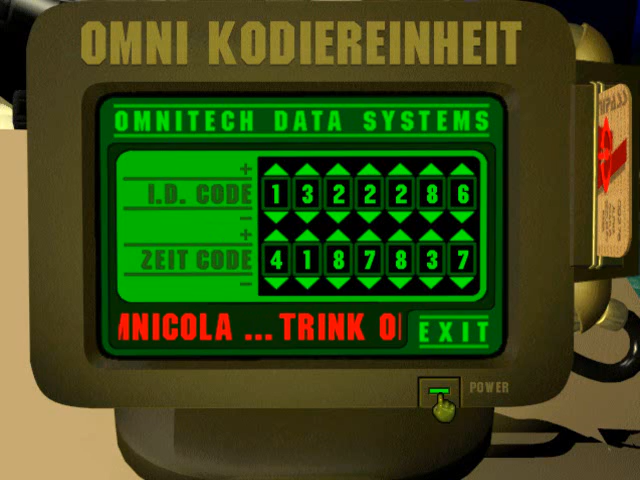 OMNI KODIEREINHEIT
OMNITECH DATA SYSTEMS
+
I.D. CODE 1 3 2 2 2 8 6
−
+
ZEIT CODE 4 1 8 7 8 3 7
−
MNICOLA ... TRINK O
EXIT
POWER